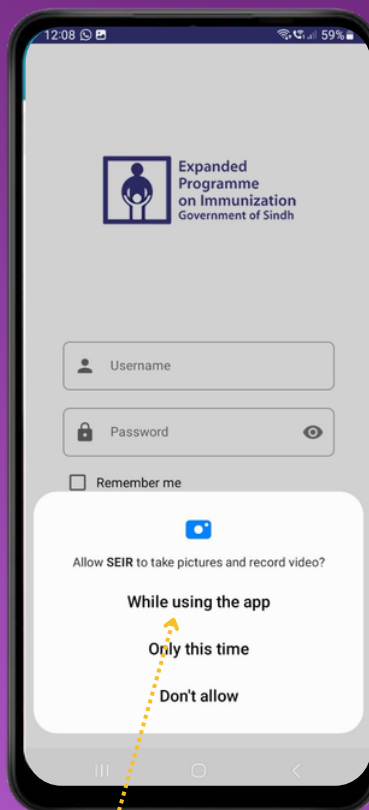 12:08 59%
Expanded
Programme
on Immunization
Government of Sindh
Username
Password
Remember me
Allow SEIR to take pictures and record video?
While using the app
Only this time
Don't allow